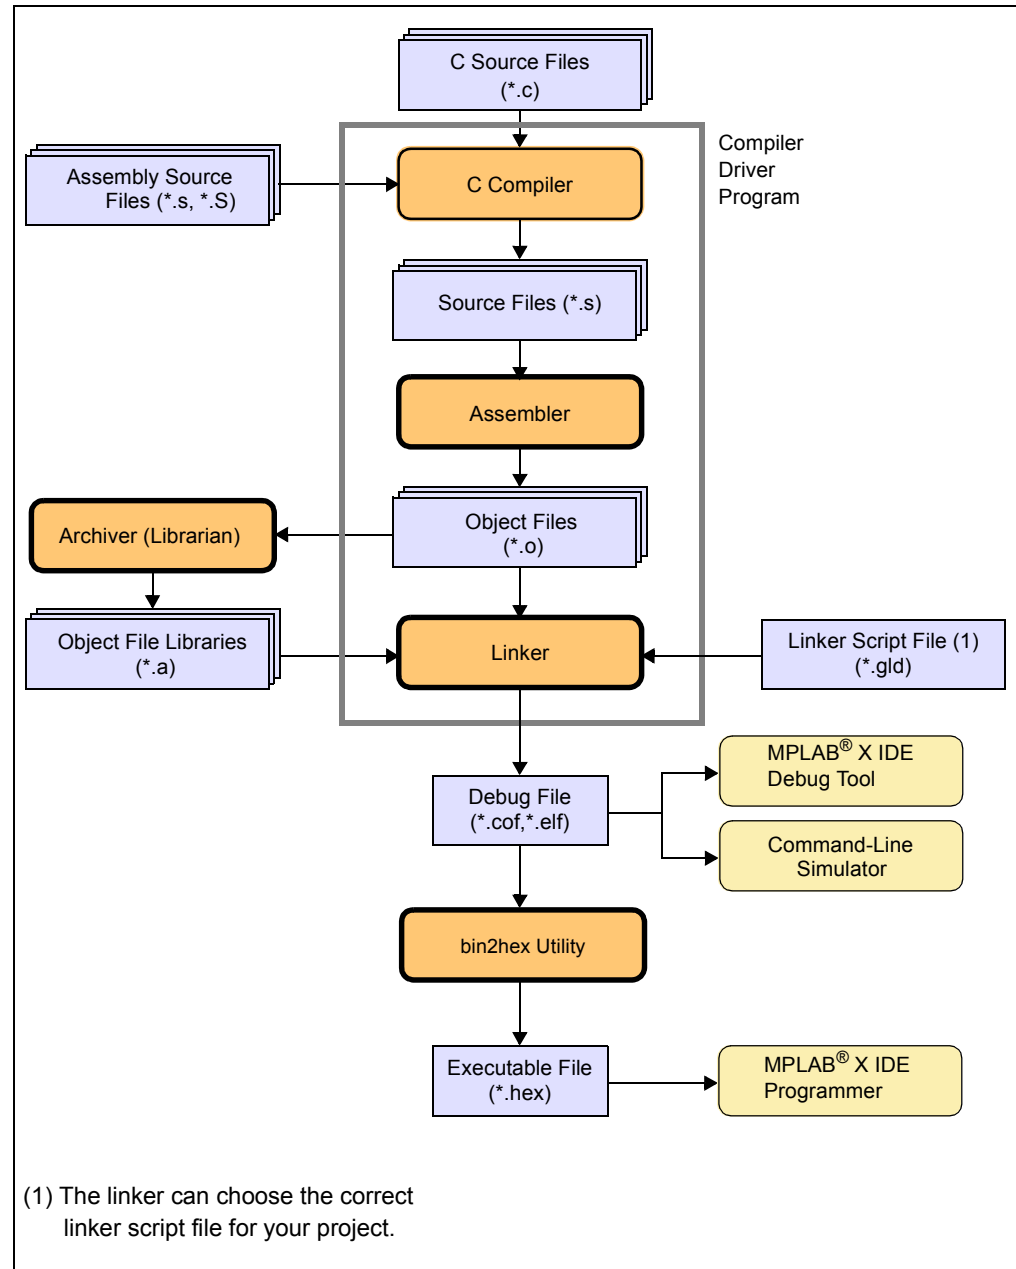 C Source Files
(*.c)
Compiler
Driver
Program
Assembly Source
Files (*.s, *.S)
C Compiler
Source Files (*.s)
Assembler
Archiver (Librarian)
Object Files
(*.o)
Object File Libraries
(*.a)
Linker
Linker Script File (1)
(*.gld)
MPLAB® X IDE
Debug Tool
Debug File
(*.cof,*.elf)
Command-Line
Simulator
bin2hex Utility
Executable File
(*.hex)
MPLAB® X IDE
Programmer
(1) The linker can choose the correct
linker script file for your project.